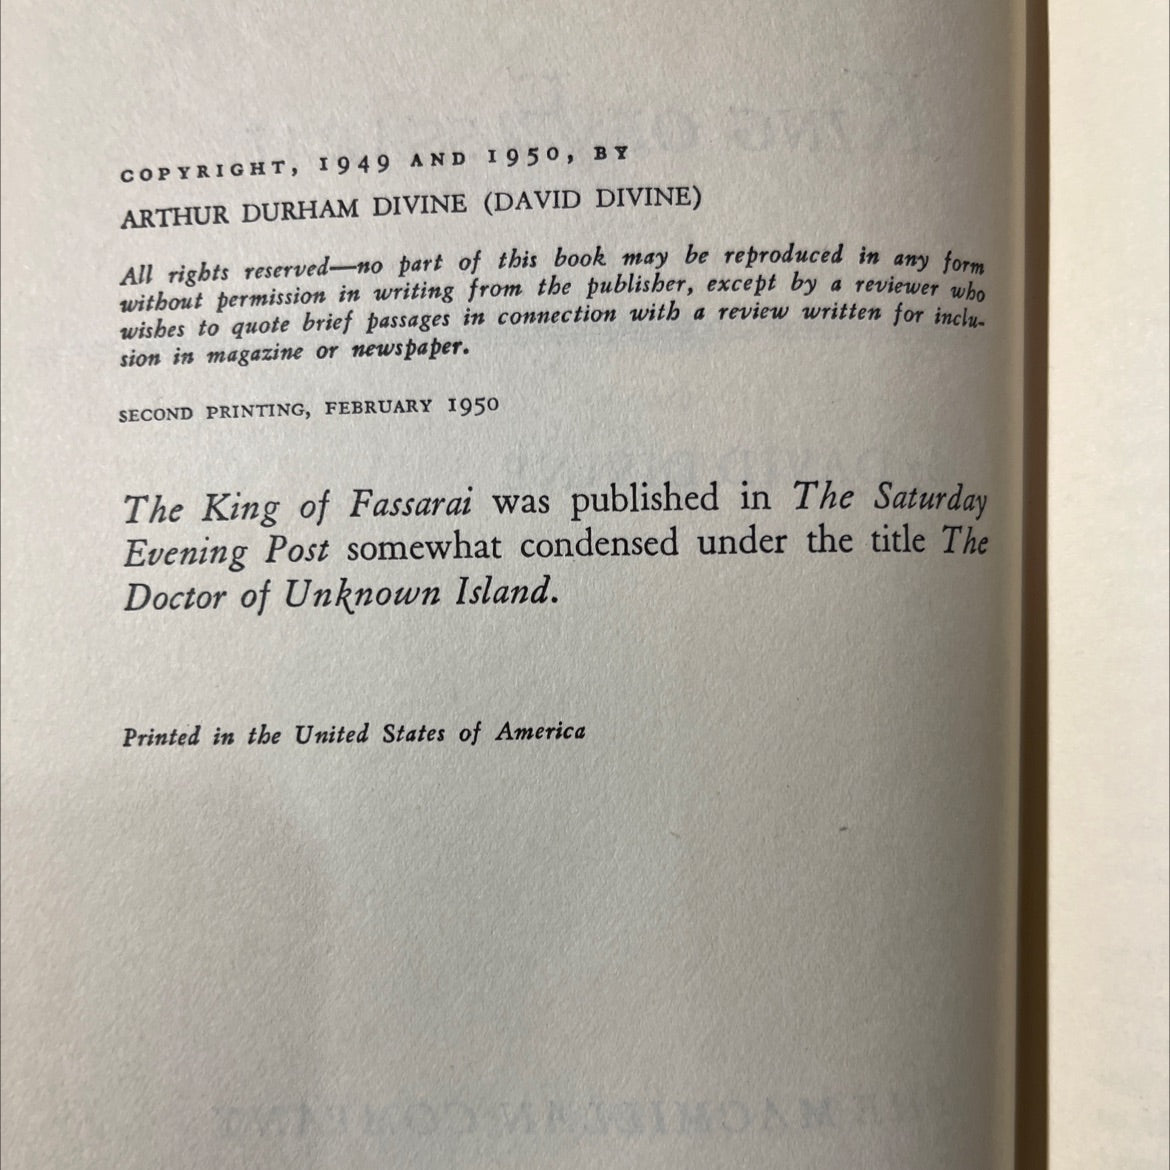 COPYRIGHT, 1949 AND 1950, BY
ARTHUR DURHAM DIVINE (DAVID DIVINE)
All rights reserved—no part of this book may be reproduced in any form
without permission in writing from the publisher, except by a reviewer who
wishes to quote brief passages in connection with a review written for inclu-
sion in magazine or newspaper.
SECOND PRINTING, FEBRUARY 1950
The King of Fassarai was published in The Saturday
Evening Post somewhat condensed under the title The
Doctor of Unknown Island.
Printed in the United States of America